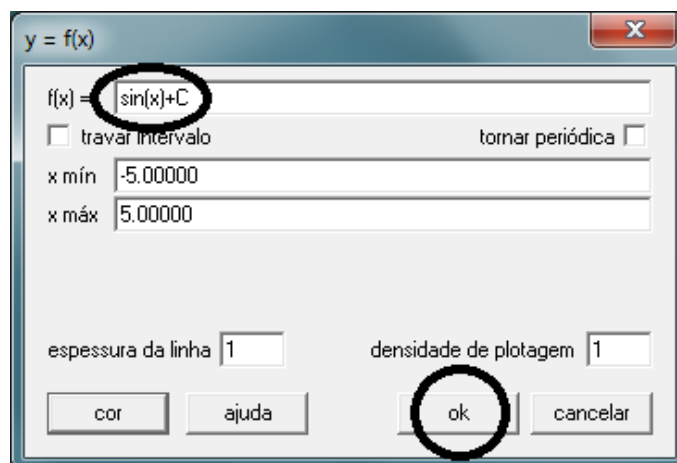 y = f(x)
f(x) = sin(x)+C
travar intervalo tornar periódica
x mín -5.00000
x máx 5.00000
espessura da linha 1 densidade de plotagem 1
cor ajuda ok cancelar